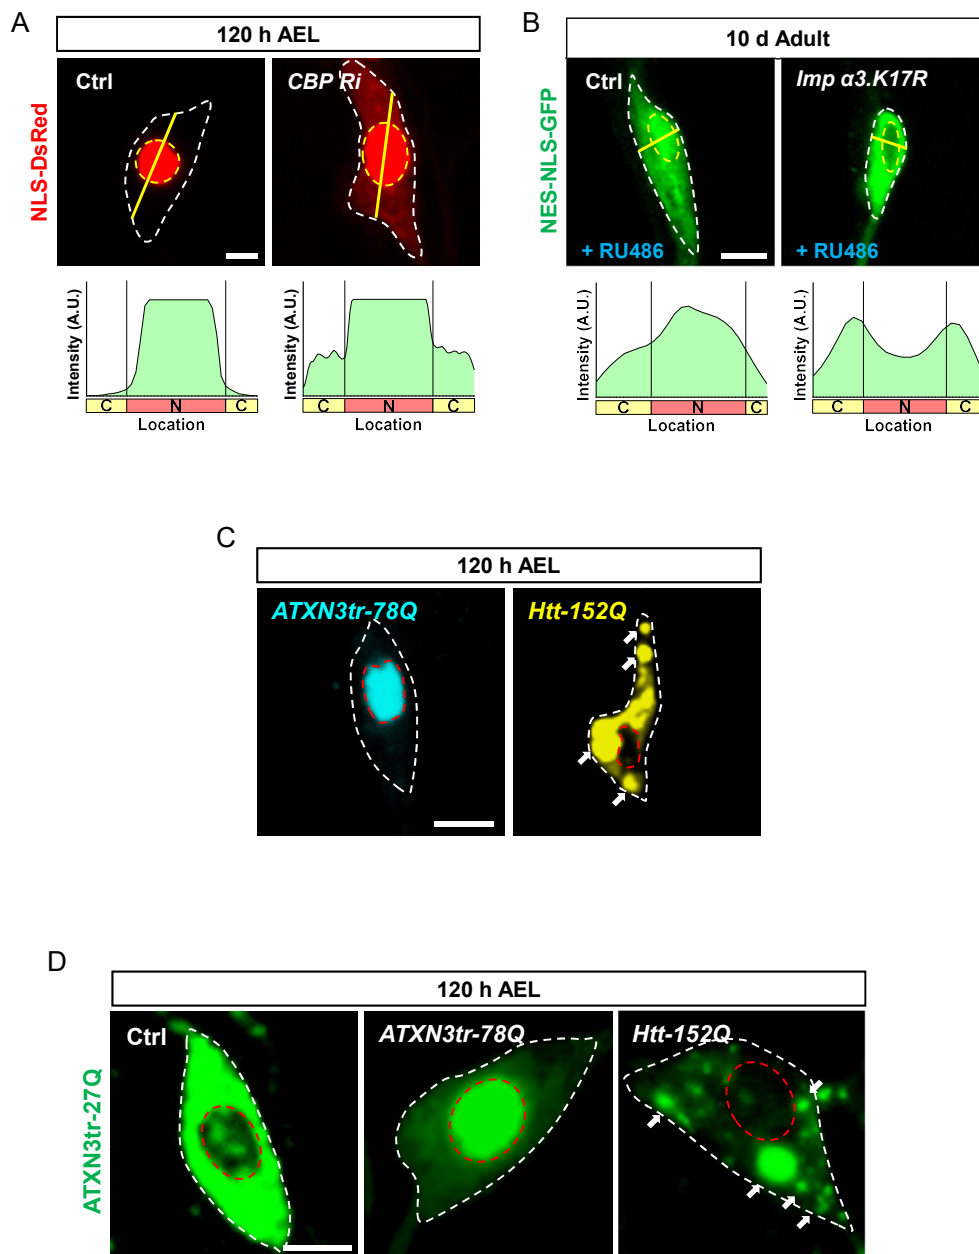 A
120 h AEL
NLS-DsRed
Ctrl
CBP Ri
Intensity (A.U.)
C N C
Location
Intensity (A.U.)
C N C
Location
B
10 d Adult
NES-NLS-GFP
Ctrl
+ RU486
Imp α3.K17R
+ RU486
Intensity (A.U.)
C N C
Location
Intensity (A.U.)
C N C
Location
C
120 h AEL
ATXN3tr-78Q
Htt-152Q
D
120 h AEL
ATXN3tr-27Q
Ctrl
ATXN3tr-78Q
Htt-152Q